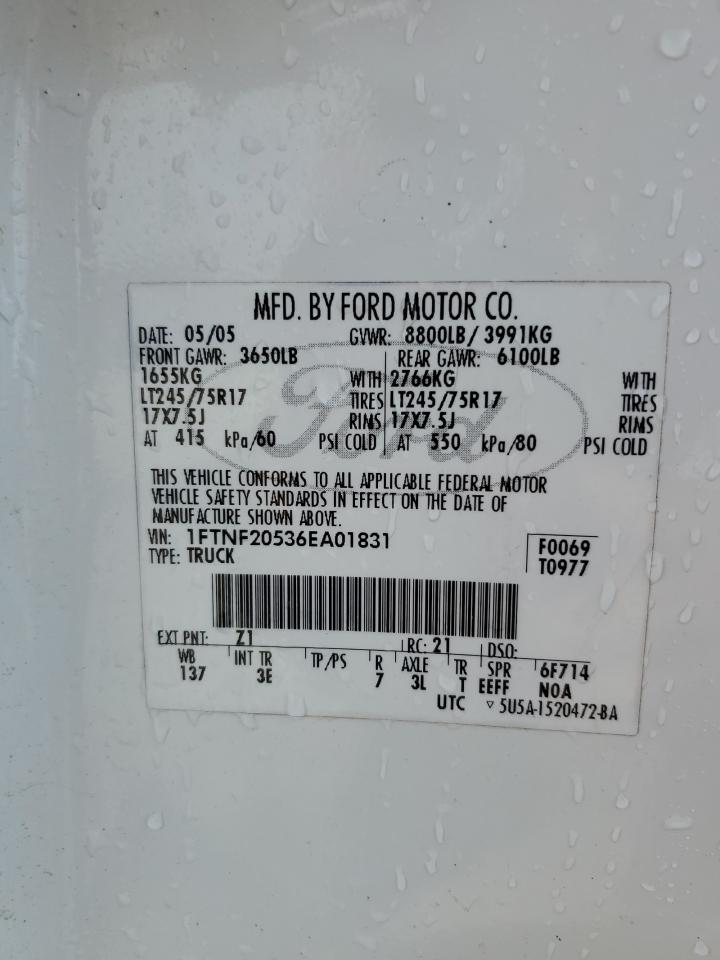 MFD. BY FORD MOTOR CO.
DATE: 05/05 GVWR: 8800LB/ 3991KG
FRONT GAWR: 3650LB REAR GAWR: 6100LB
1655KG WITH 2766KG WITH
LT245/75R17 TIRES LT245/75R17 TIRES
17X7.5J RIMS 17X7.5J RIMS
AT 415 kPa/60 PSI COLD AT 550 kPa/80 PSI COLD
Ford
THIS VEHICLE CONFORMS TO ALL APPLICABLE FEDERAL MOTOR
VEHICLE SAFETY STANDARDS IN EFFECT ON THE DATE OF
MANUFACTURE SHOWN ABOVE.
VIN: 1FTNF20536EA01831
TYPE: TRUCK
F0069
T0977
EXT PNT: Z1 RC: 21 DSO:
WB INT TR TP/PS R AXLE TR SPR 6F714
137 3E 7 3L T EEFF N0A
UTC ▽ 5U5A-1520472-BA